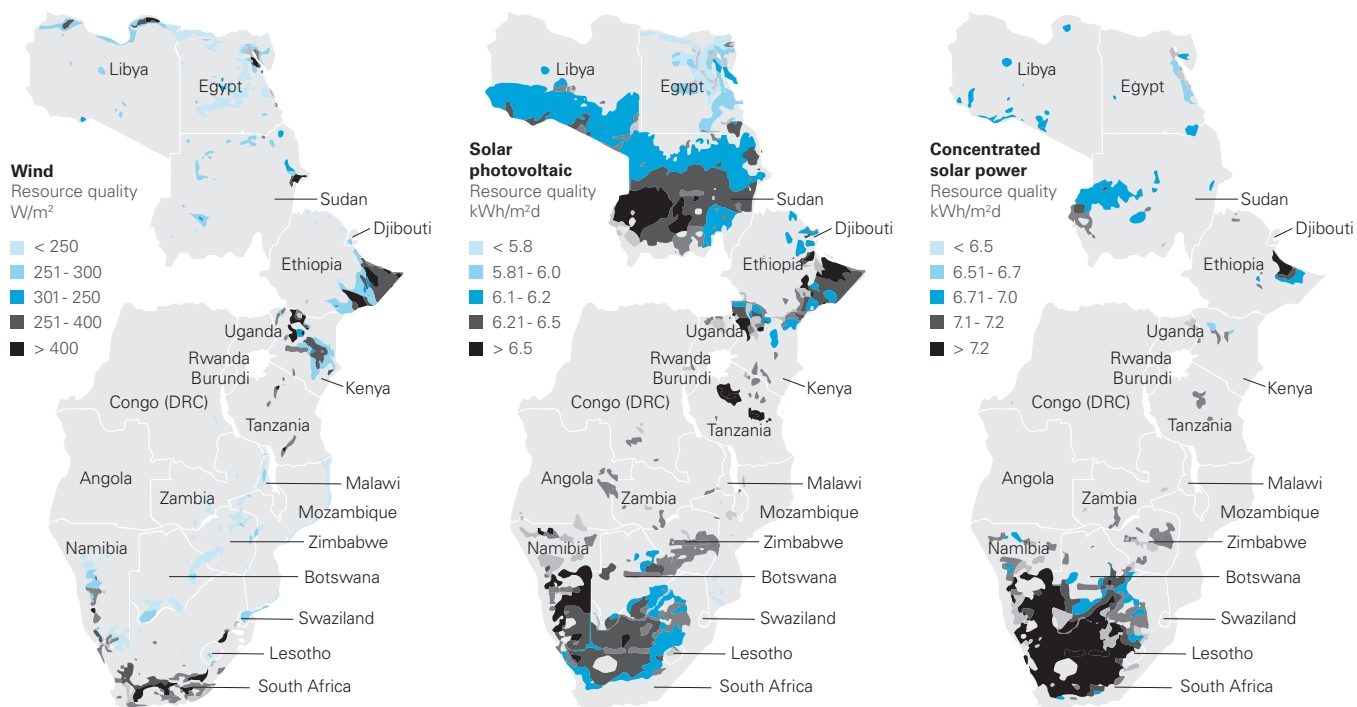 Libya
Egypt
Wind
Resource quality
W/m²
< 250
251 - 300
301 - 250
251 - 400
> 400
Sudan
Djibouti
Ethiopia
Uganda
Rwanda
Burundi
Kenya
Congo (DRC)
Tanzania
Angola
Malawi
Zambia
Mozambique
Namibia
Zimbabwe
Botswana
Swaziland
Lesotho
South Africa
Libya
Egypt
Solar
photovoltaic
Resource quality
kWh/m²d
< 5.8
5.81 - 6.0
6.1 - 6.2
6.21 - 6.5
> 6.5
Sudan
Djibouti
Ethiopia
Uganda
Rwanda
Burundi
Kenya
Congo (DRC)
Tanzania
Angola
Malawi
Zambia
Mozambique
Namibia
Zimbabwe
Botswana
Swaziland
Lesotho
South Africa
Libya
Egypt
Concentrated
solar power
Resource quality
kWh/m²d
< 6.5
6.51 - 6.7
6.71 - 7.0
7.1 - 7.2
> 7.2
Sudan
Djibouti
Ethiopia
Uganda
Rwanda
Burundi
Kenya
Congo (DRC)
Tanzania
Angola
Malawi
Zambia
Mozambique
Namibia
Zimbabwe
Botswana
Swaziland
Lesotho
South Africa